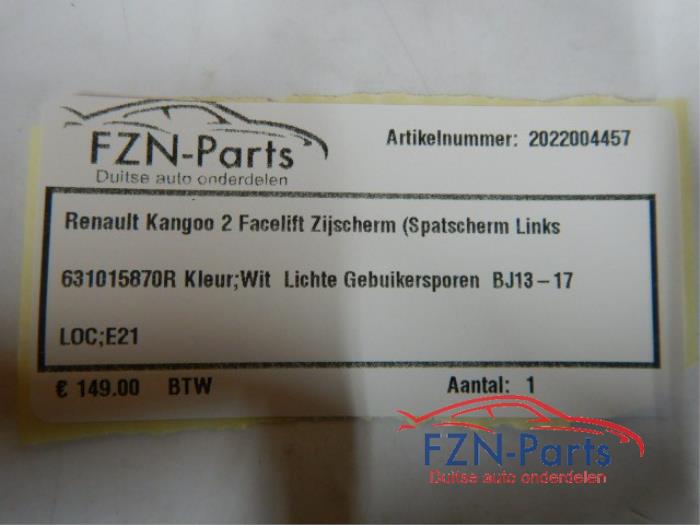 FZN-Parts
Duitse auto onderdelen
Artikelnummer: 2022004457
Renault Kangoo 2 Facelift Zijscherm (Spatscherm Links
631015870R Kleur;Wit Lichte Gebuikersporen BJ13-17
LOC;E21
€ 149.00 BTW Aantal: 1
FZN-Parts
Duitse auto onderdelen